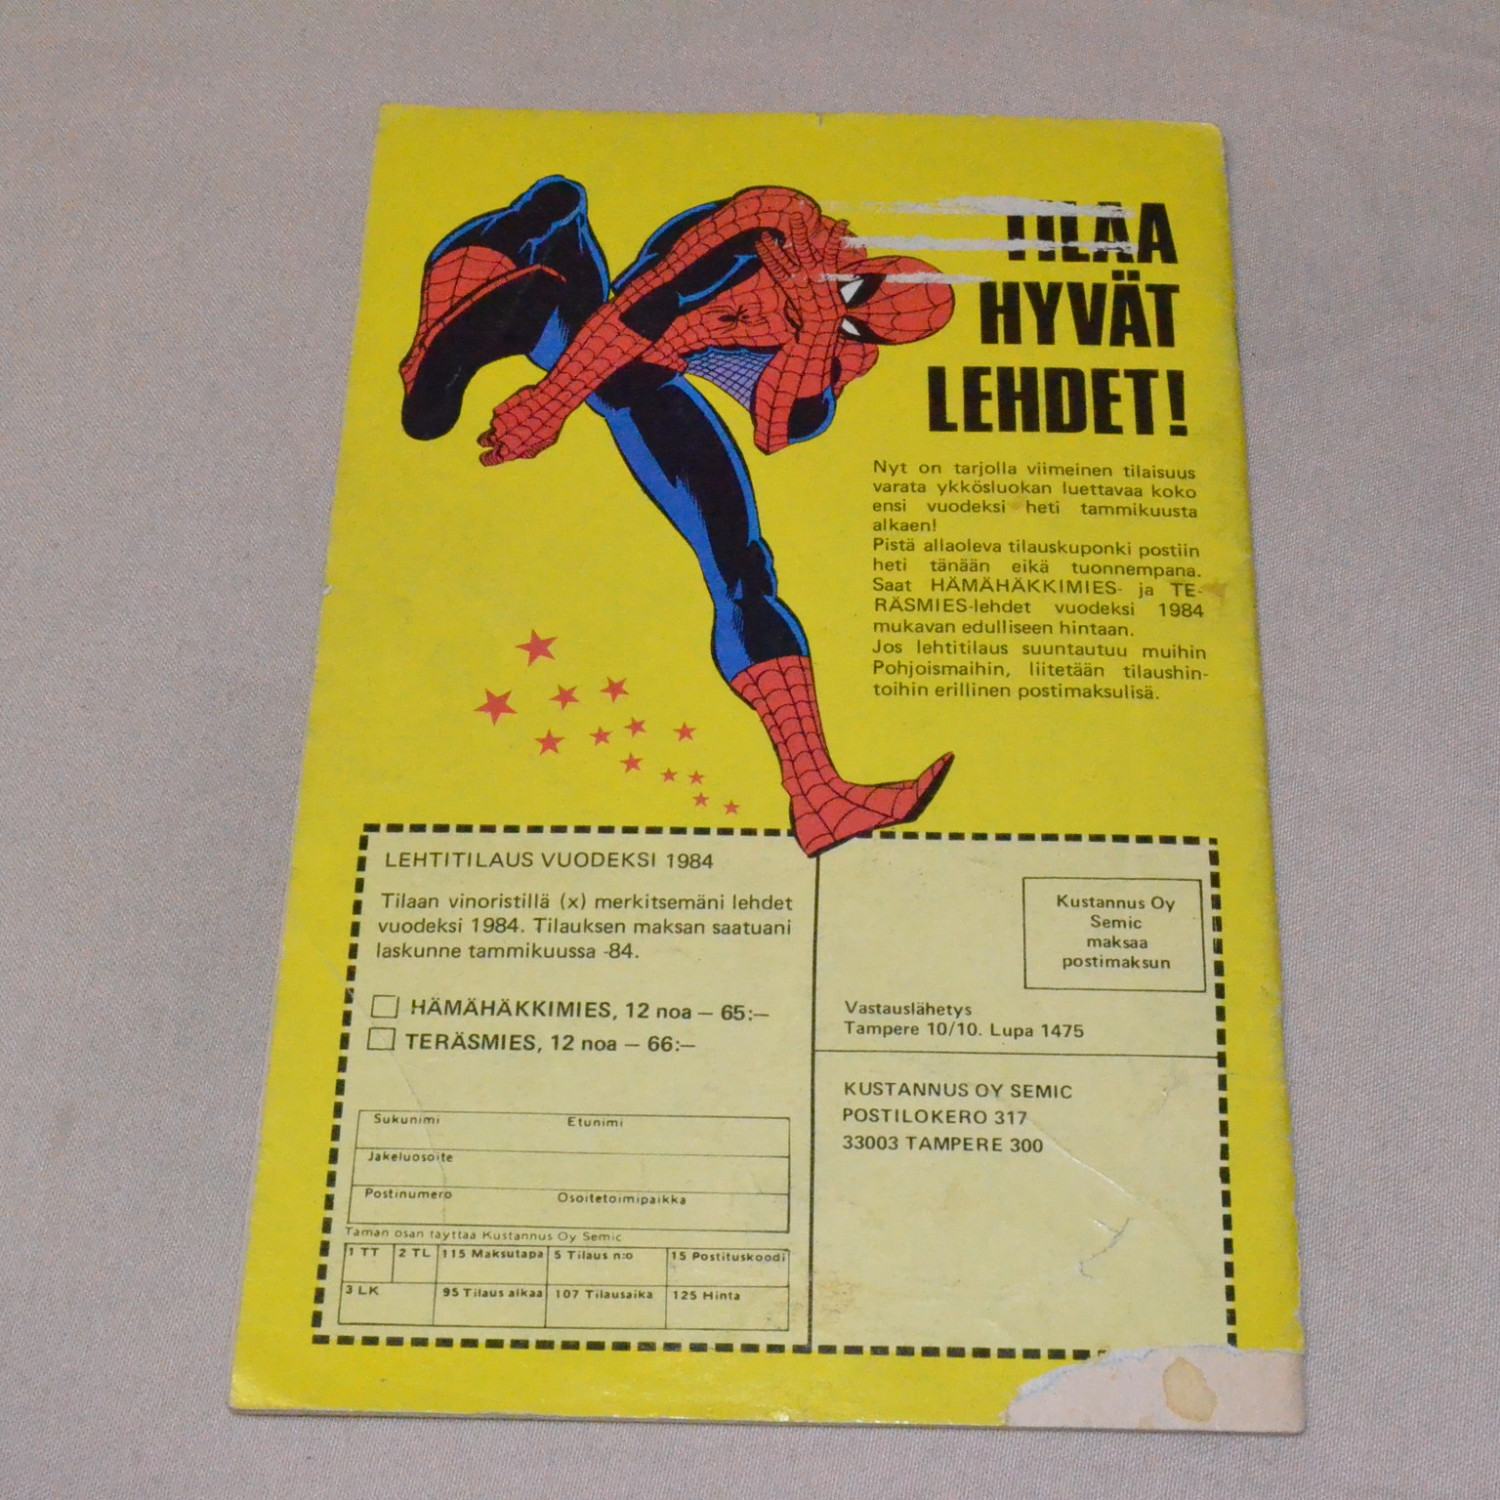 TILAA
HYVÄT
LEHDET!
Nyt on tarjolla viimeinen tilaisuus
varata ykkösluokan luettavaa koko
ensi vuodeksi heti tammikuusta
alkaen!
Pistä allaoleva tilauskuponki postiin
heti tänään eikä tuonnempana.
Saat HÄMÄHÄKKIMIES- ja TE-
RÄSMIES-lehdet vuodeksi 1984
mukavan edulliseen hintaan.
Jos lehtitilaus suuntautuu muihin
Pohjoismaihin, liitetään tilaushin-
toihin erillinen postimaksulisä.
LEHTITILAUS VUODEKSI 1984
Tilaan vinoristillä (x) merkitsemäni lehdet
vuodeksi 1984. Tilauksen maksan saatuani
laskunne tammikuussa -84.
HÄMÄHÄKKIMIES, 12 noa – 65:–
TERÄSMIES, 12 noa – 66:–
Sukunimi Etunimi
Jakeluosoite
Postinumero Osoitetoimipaikka
Tämän osan täyttää Kustannus Oy Semic
1 TT 2 TL 115 Maksutapa 5 Tilaus n:o 15 Postituskoodi
3 LK 95 Tilaus alkaa 107 Tilausaika 125 Hinta
Kustannus Oy
Semic
maksaa
postimaksun
Vastauslähetys
Tampere 10/10. Lupa 1475
KUSTANNUS OY SEMIC
POSTILOKERO 317
33003 TAMPERE 300